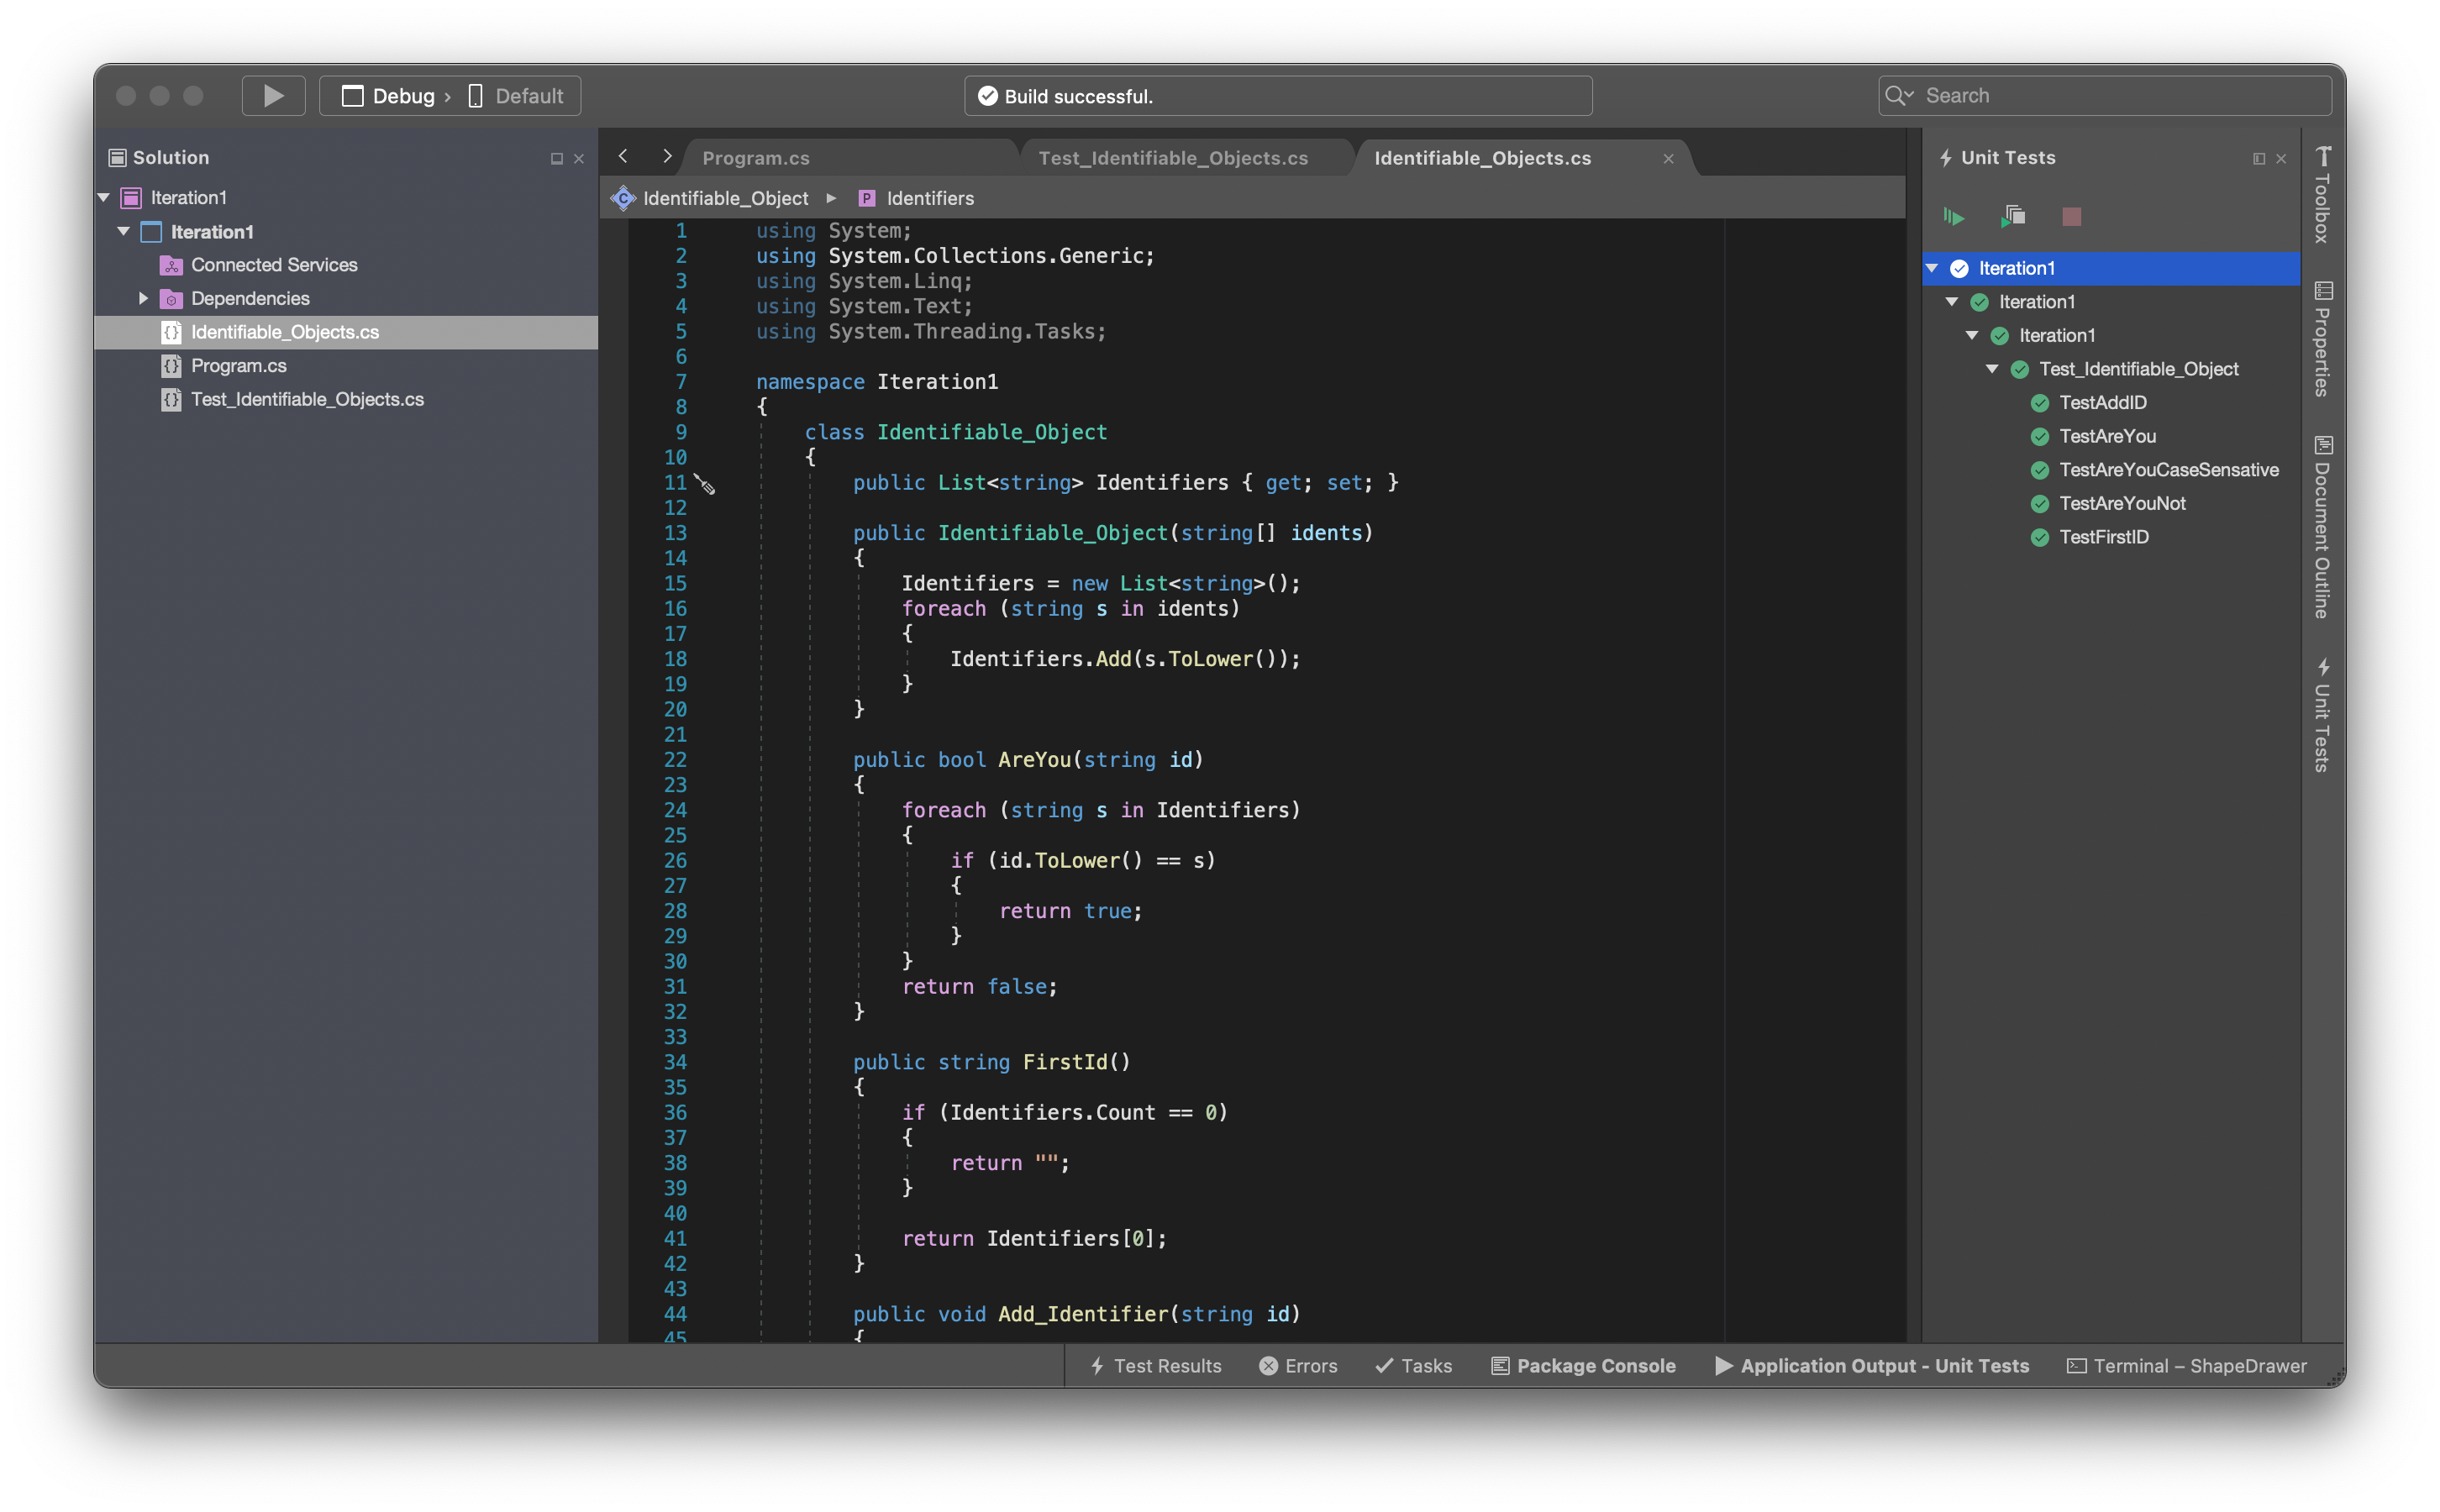 Debug › Default
Build successful.
Search
Solution
Iteration1
Iteration1
Connected Services
Dependencies
Identifiable_Objects.cs
Program.cs
Test_Identifiable_Objects.cs
Program.cs
Test_Identifiable_Objects.cs
Identifiable_Objects.cs
Identifiable_Object ▸ P Identifiers
1 using System;
2 using System.Collections.Generic;
3 using System.Linq;
4 using System.Text;
5 using System.Threading.Tasks;
6
7 namespace Iteration1
8 {
9 class Identifiable_Object
10 {
11 public List<string> Identifiers { get; set; }
12
13 public Identifiable_Object(string[] idents)
14 {
15 Identifiers = new List<string>();
16 foreach (string s in idents)
17 {
18 Identifiers.Add(s.ToLower());
19 }
20 }
21
22 public bool AreYou(string id)
23 {
24 foreach (string s in Identifiers)
25 {
26 if (id.ToLower() == s)
27 {
28 return true;
29 }
30 }
31 return false;
32 }
33
34 public string FirstId()
35 {
36 if (Identifiers.Count == 0)
37 {
38 return "";
39 }
40
41 return Identifiers[0];
42 }
43
44 public void Add_Identifier(string id)
45 {
Unit Tests
Iteration1
Iteration1
Iteration1
Test_Identifiable_Object
TestAddID
TestAreYou
TestAreYouCaseSensative
TestAreYouNot
TestFirstID
Toolbox
Properties
Document Outline
Unit Tests
Test Results
Errors
Tasks
Package Console
Application Output - Unit Tests
Terminal – ShapeDrawer